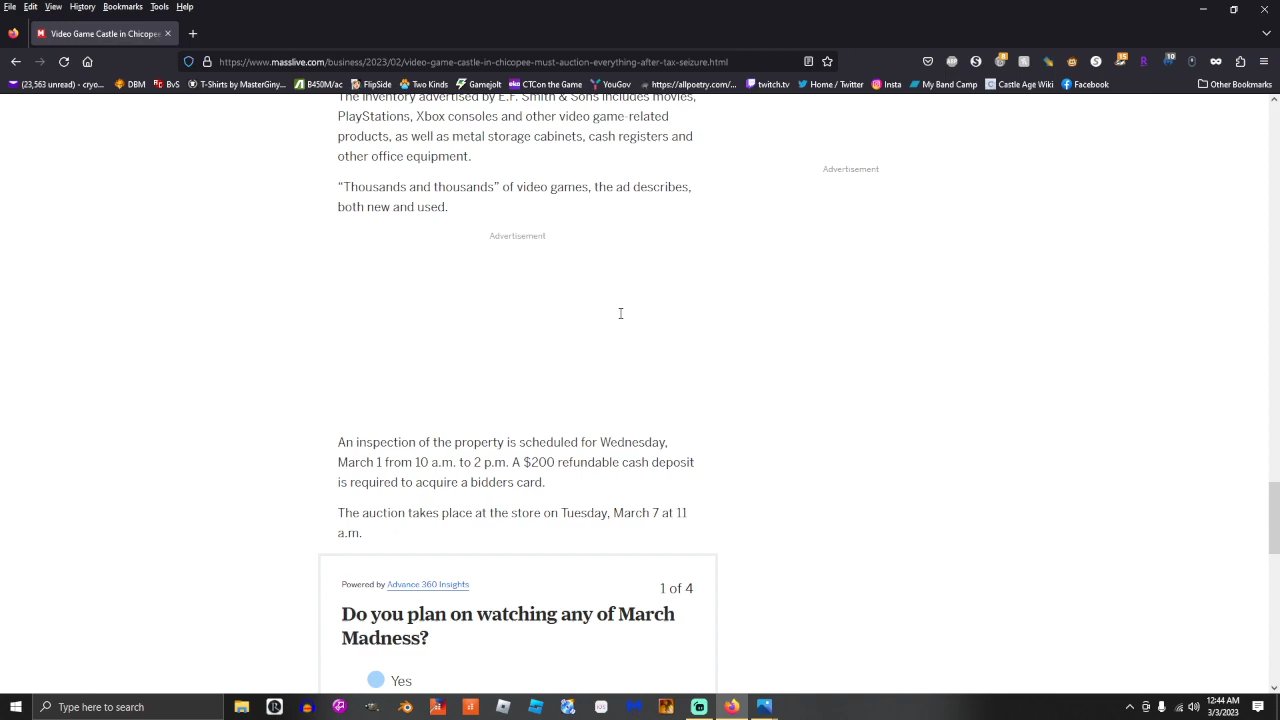 File Edit View History Bookmarks Tools Help
Video Game Castle in Chicopee
https://www.masslive.com/business/2023/02/video-game-castle-in-chicopee-must-auction-everything-after-tax-seizure.html
(23,563 unread) - cryo... DBM BvS T-Shirts by MasterGiny... B450M/ac FlipSide Two Kinds Gamejolt CTCon the Game YouGov https://allpoetry.com/... twitch.tv Home / Twitter Insta My Band Camp Castle Age Wiki Facebook Other Bookmarks
The inventory advertised by E.F. Smith & Sons includes movies,
PlayStations, Xbox consoles and other video game-related
products, as well as metal storage cabinets, cash registers and
other office equipment.
Advertisement
“Thousands and thousands” of video games, the ad describes,
both new and used.
Advertisement
An inspection of the property is scheduled for Wednesday,
March 1 from 10 a.m. to 2 p.m. A $200 refundable cash deposit
is required to acquire a bidders card.
The auction takes place at the store on Tuesday, March 7 at 11
a.m.
Powered by Advance 360 Insights
1 of 4
Do you plan on watching any of March
Madness?
Yes
Type here to search
12:44 AM
3/3/2023